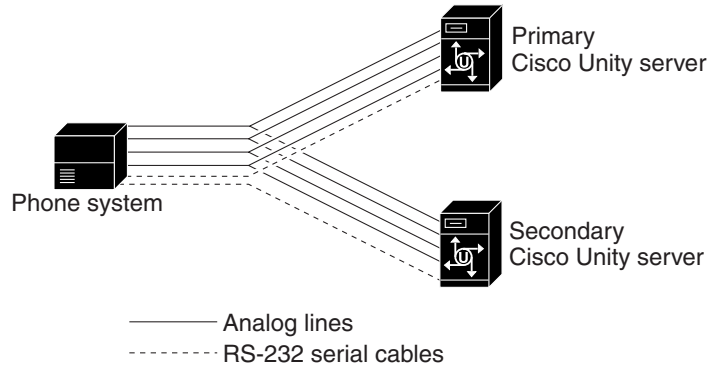 Primary
Cisco Unity server
U
Phone system
Secondary
Cisco Unity server
U
Analog lines
RS-232 serial cables